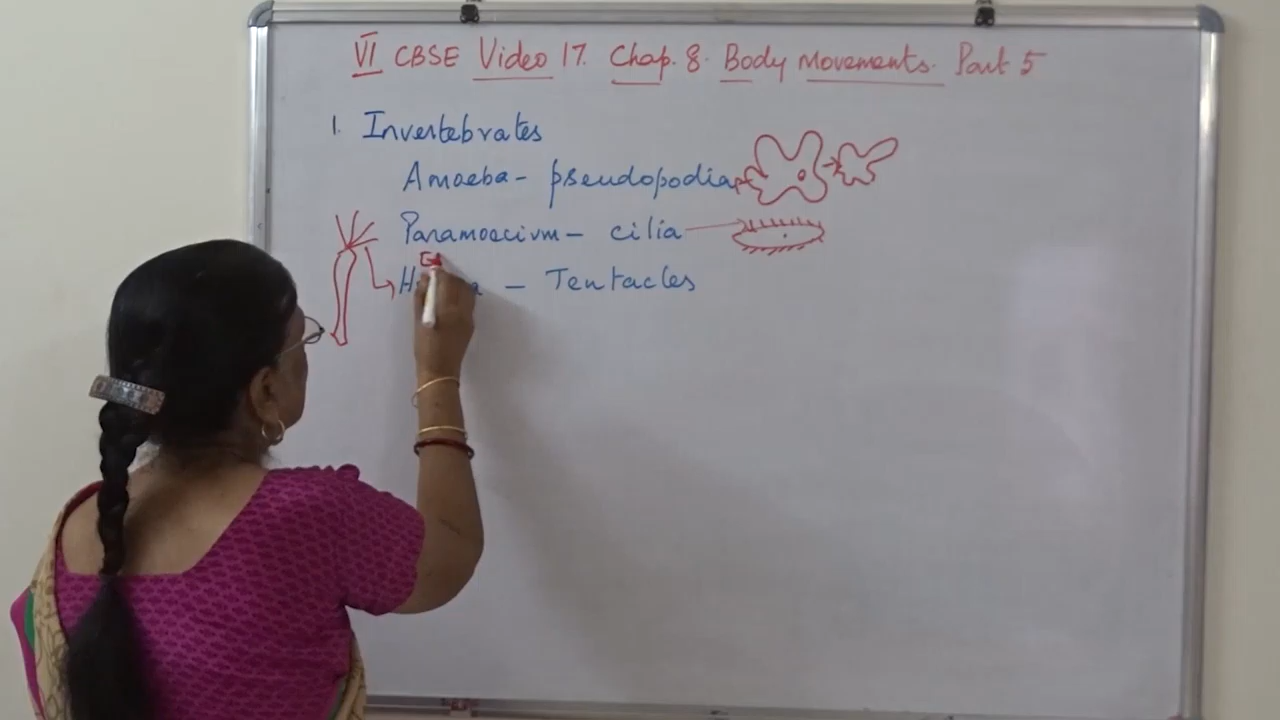 VI CBSE Video 17. Chap. 8. Body Movements. Part 5
1. Invertebrates
Amoeba - pseudopodia
Paramoecium - cilia
- Tentacles